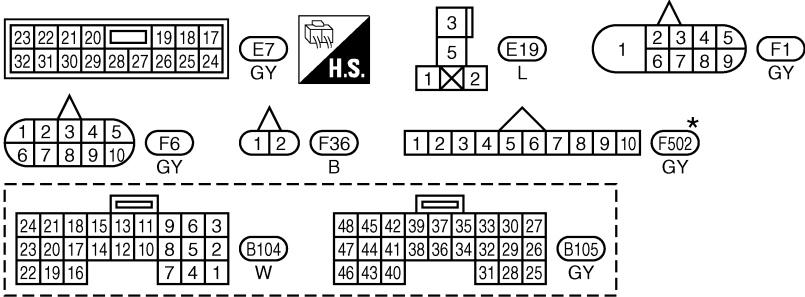 23 22 21 20 19 18 17
32 31 30 29 28 27 26 25 24
E7
GY
H.S.
3
5
1 2
E19
L
1 2 3 4 5
6 7 8 9
F1
GY
1 2 3 4 5
6 7 8 9 10
F6
GY
1 2
F36
B
1 2 3 4 5 6 7 8 9 10
F502 *
GY
24 21 18 15 13 11 9 6 3
23 20 17 14 12 10 8 5 2
22 19 16 7 4 1
B104
W
48 45 42 39 37 35 33 30 27
47 44 41 38 36 34 32 29 26
46 43 40 31 28 25
B105
GY